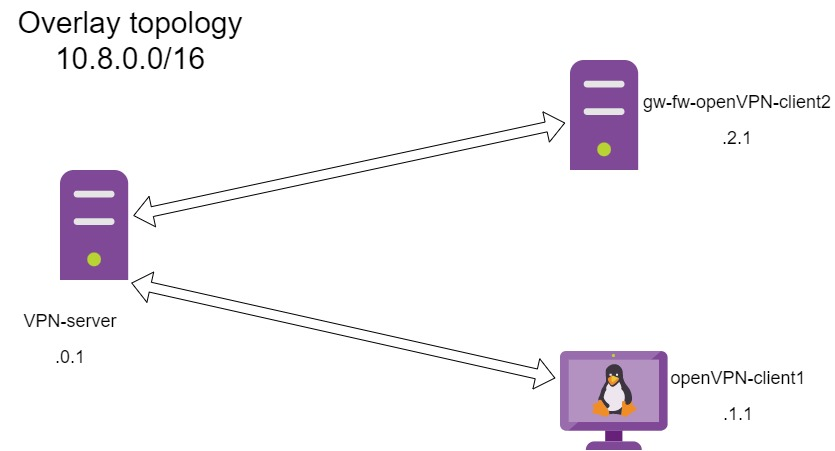 Overlay topology
10.8.0.0/16
gw-fw-openVPN-client2
.2.1
VPN-server
.0.1
openVPN-client1
.1.1